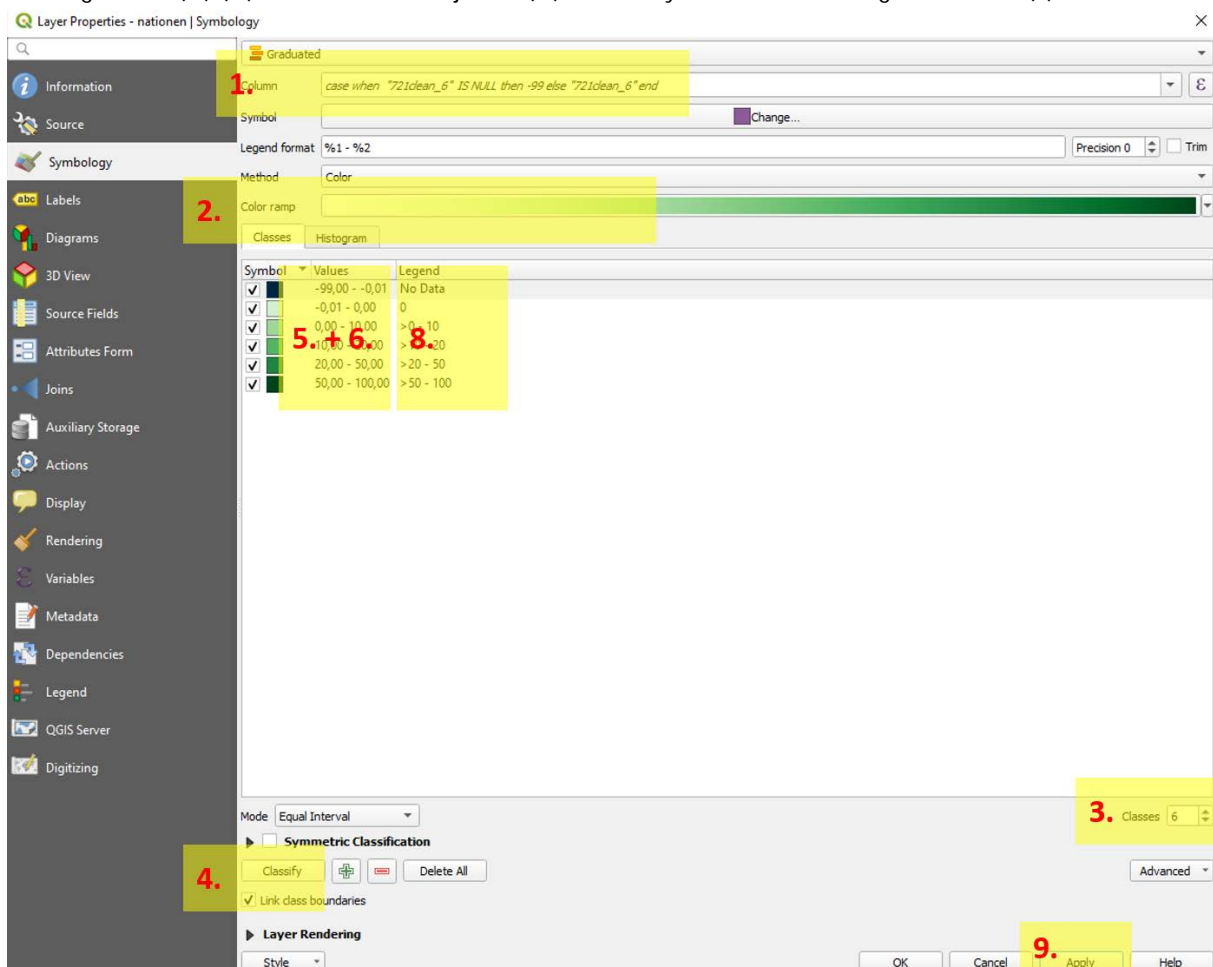 Layer Properties - nationen | Symbology
Graduated
1.
Column case when "721clean_6" IS NULL then -99 else "721clean_6" end ε
Symbol Change...
Legend format %1 - %2 Precision 0 Trim
Method Color
2.
Color ramp
Classes Histogram
Symbol Values Legend
-99,00 - -0,01 No Data
-0,01 - 0,00 0
0,00 - 10,00 >0 - 10
5. + 6. 8.
20,00 - 50,00 >20 - 50
50,00 - 100,00 >50 - 100
Information
Source
Symbology
abc Labels
Diagrams
3D View
Source Fields
Attributes Form
Joins
Auxiliary Storage
Actions
Display
Rendering
Variables
Metadata
Dependencies
Legend
QGIS Server
Digitizing
Mode Equal Interval
3. Classes 6
Symmetric Classification
4.
Classify Delete All Advanced
Link class boundaries
Layer Rendering
9.
Style OK Cancel Apply Help